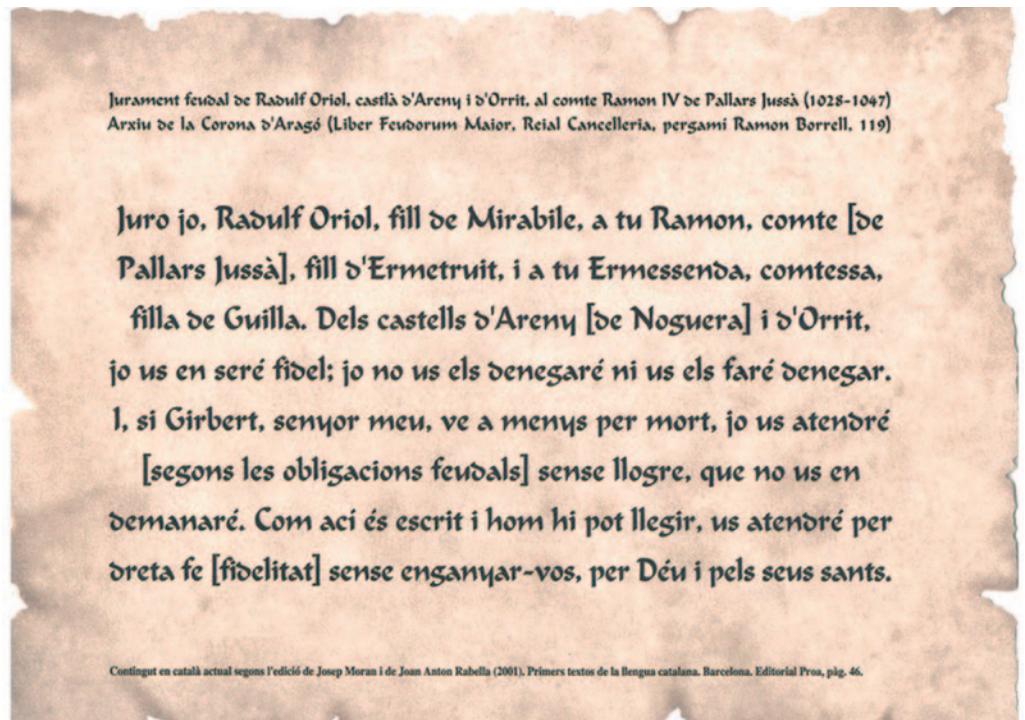 Jurament feudal de Radulf Oriol, castlà d'Areny i d'Orrit, al comte Ramon IV de Pallars Jussà (1028-1047)
Arxiu de la Corona d'Aragó (Liber Feudorum Maior, Reial Cancelleria, pergamí Ramon Borrell, 119)
Juro jo, Radulf Oriol, fill de Mirabile, a tu Ramon, comte [de
Pallars Jussà], fill d'Ermetruit, i a tu Ermessenda, comtessa,
filla de Guilla. Dels castells d'Areny [de Noguera] i d'Orrit,
jo us en seré fidel; jo no us els denegaré ni us els faré denegar.
I, si Girbert, senyor meu, ve a menys per mort, jo us atendré
[segons les obligacions feudals] sense llogre, que no us en
demanaré. Com ací és escrit i hom hi pot llegir, us atendré per
dreta fe [fidelitat] sense enganyar-vos, per Déu i pels seus sants.
Contingut en català actual segons l'edició de Josep Moran i de Joan Anton Rabella (2001). Primers textos de la llengua catalana. Barcelona. Editorial Proa, pàg. 46.